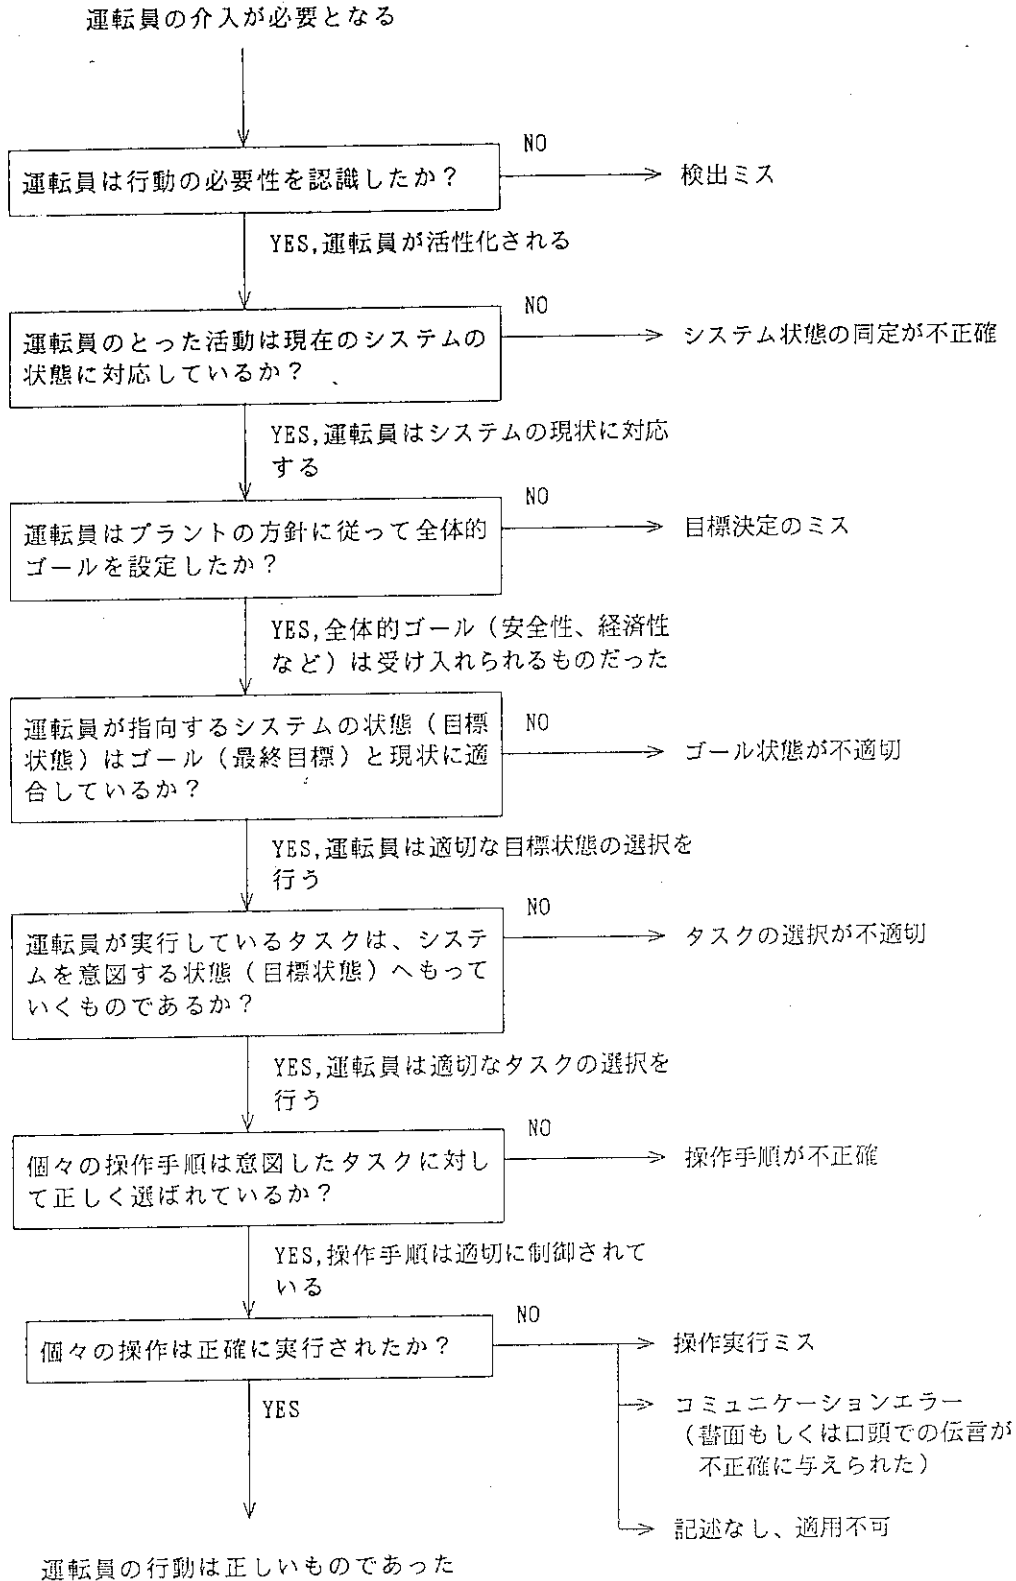 運転員の介入が必要となる
NO
運転員は行動の必要性を認識したか？
検出ミス
YES,運転員が活性化される
NO
運転員のとった活動は現在のシステムの
状態に対応しているか？
システム状態の同定が不正確
YES,運転員はシステムの現状に対応
する
NO
運転員はプラントの方針に従って全体的
ゴールを設定したか？
目標決定のミス
YES,全体的ゴール（安全性、経済性
など）は受け入れられるものだった
NO
運転員が指向するシステムの状態（目標
状態）はゴール（最終目標）と現状に適
合しているか？
ゴール状態が不適切
YES,運転員は適切な目標状態の選択を
行う
NO
運転員が実行しているタスクは、システ
ムを意図する状態（目標状態）へもって
いくものであるか？
タスクの選択が不適切
YES,運転員は適切なタスクの選択を
行う
NO
個々の操作手順は意図したタスクに対し
て正しく選ばれているか？
操作手順が不正確
YES,操作手順は適切に制御されて
いる
NO
個々の操作は正確に実行されたか？
操作実行ミス
YES
コミュニケーションエラー
（書面もしくは口頭での伝言が
不正確に与えられた）
記述なし、適用不可
運転員の行動は正しいものであった